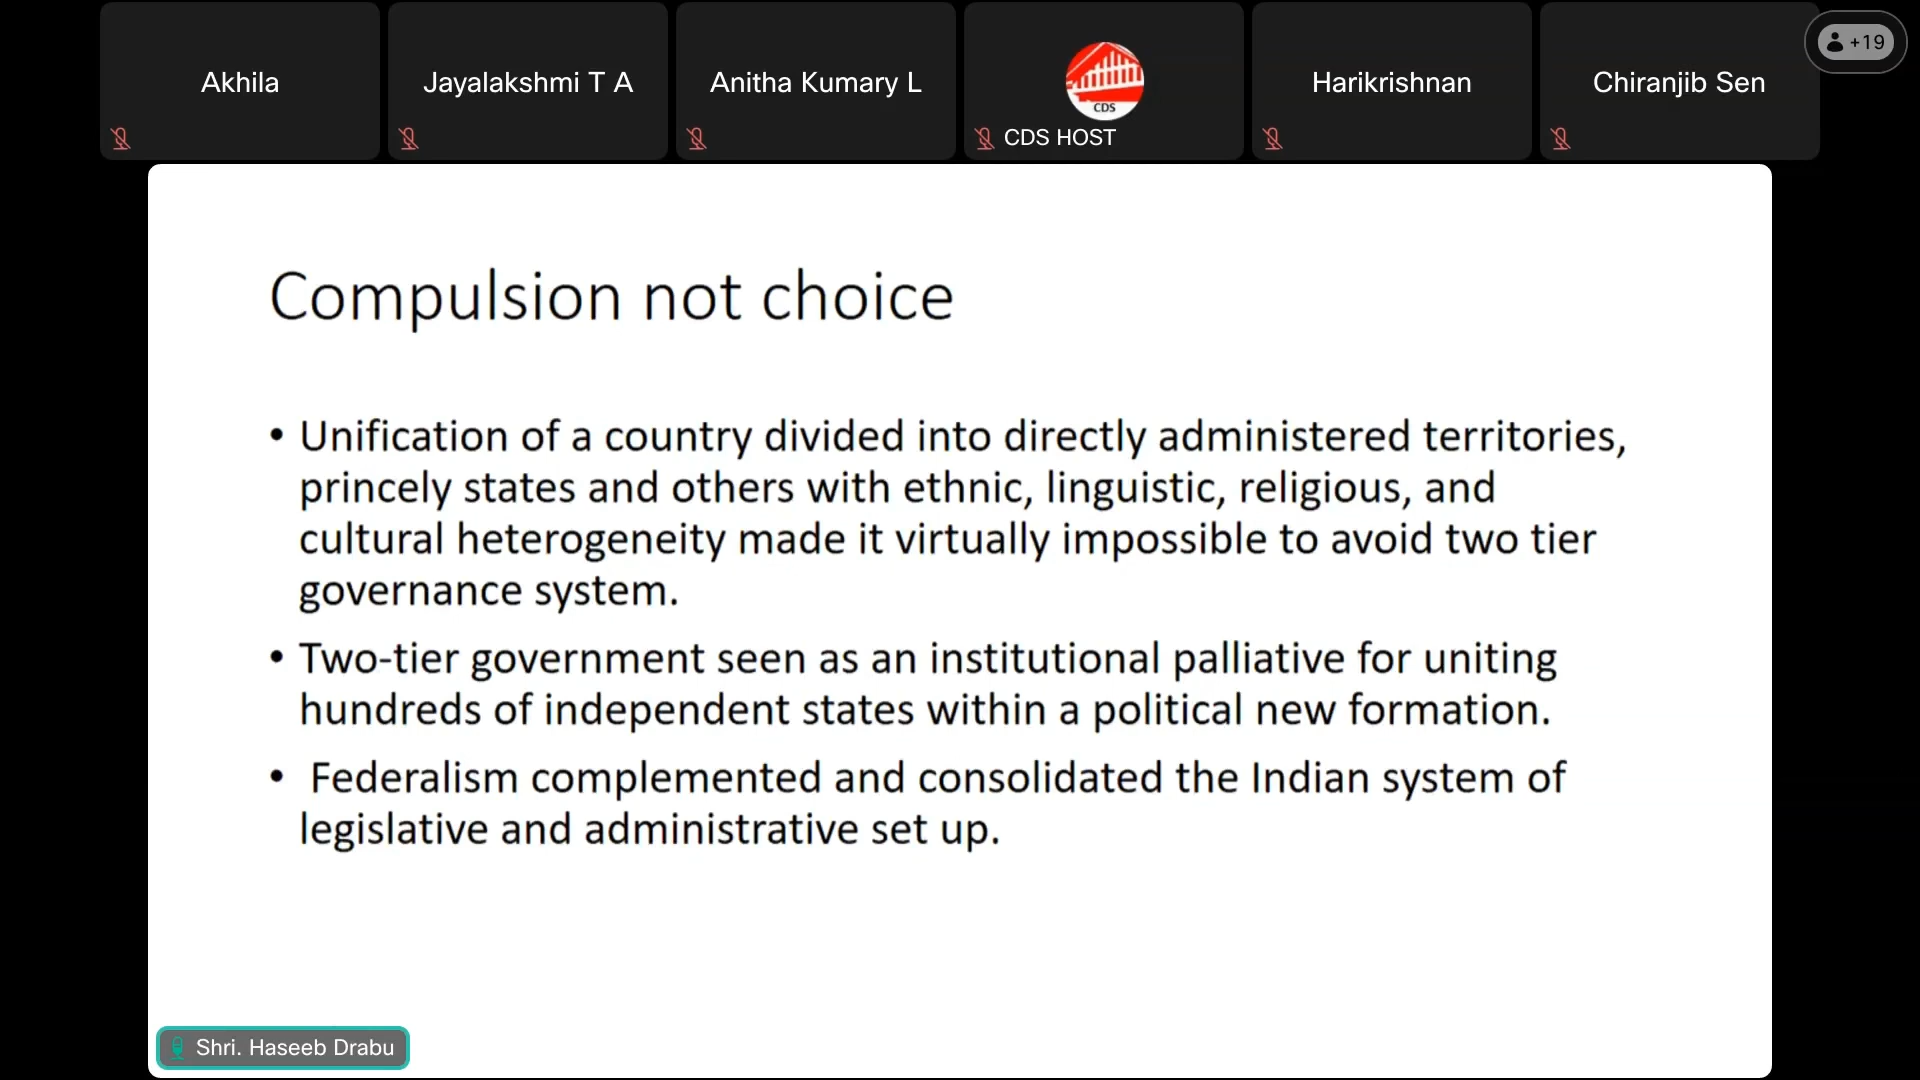 Akhila
Jayalakshmi T A
Anitha Kumary L
CDS
CDS HOST
Harikrishnan
Chiranjib Sen
+19
Compulsion not choice
• Unification of a country divided into directly administered territories,
princely states and others with ethnic, linguistic, religious, and
cultural heterogeneity made it virtually impossible to avoid two tier
governance system.
• Two-tier government seen as an institutional palliative for uniting
hundreds of independent states within a political new formation.
• Federalism complemented and consolidated the Indian system of
legislative and administrative set up.
Shri. Haseeb Drabu